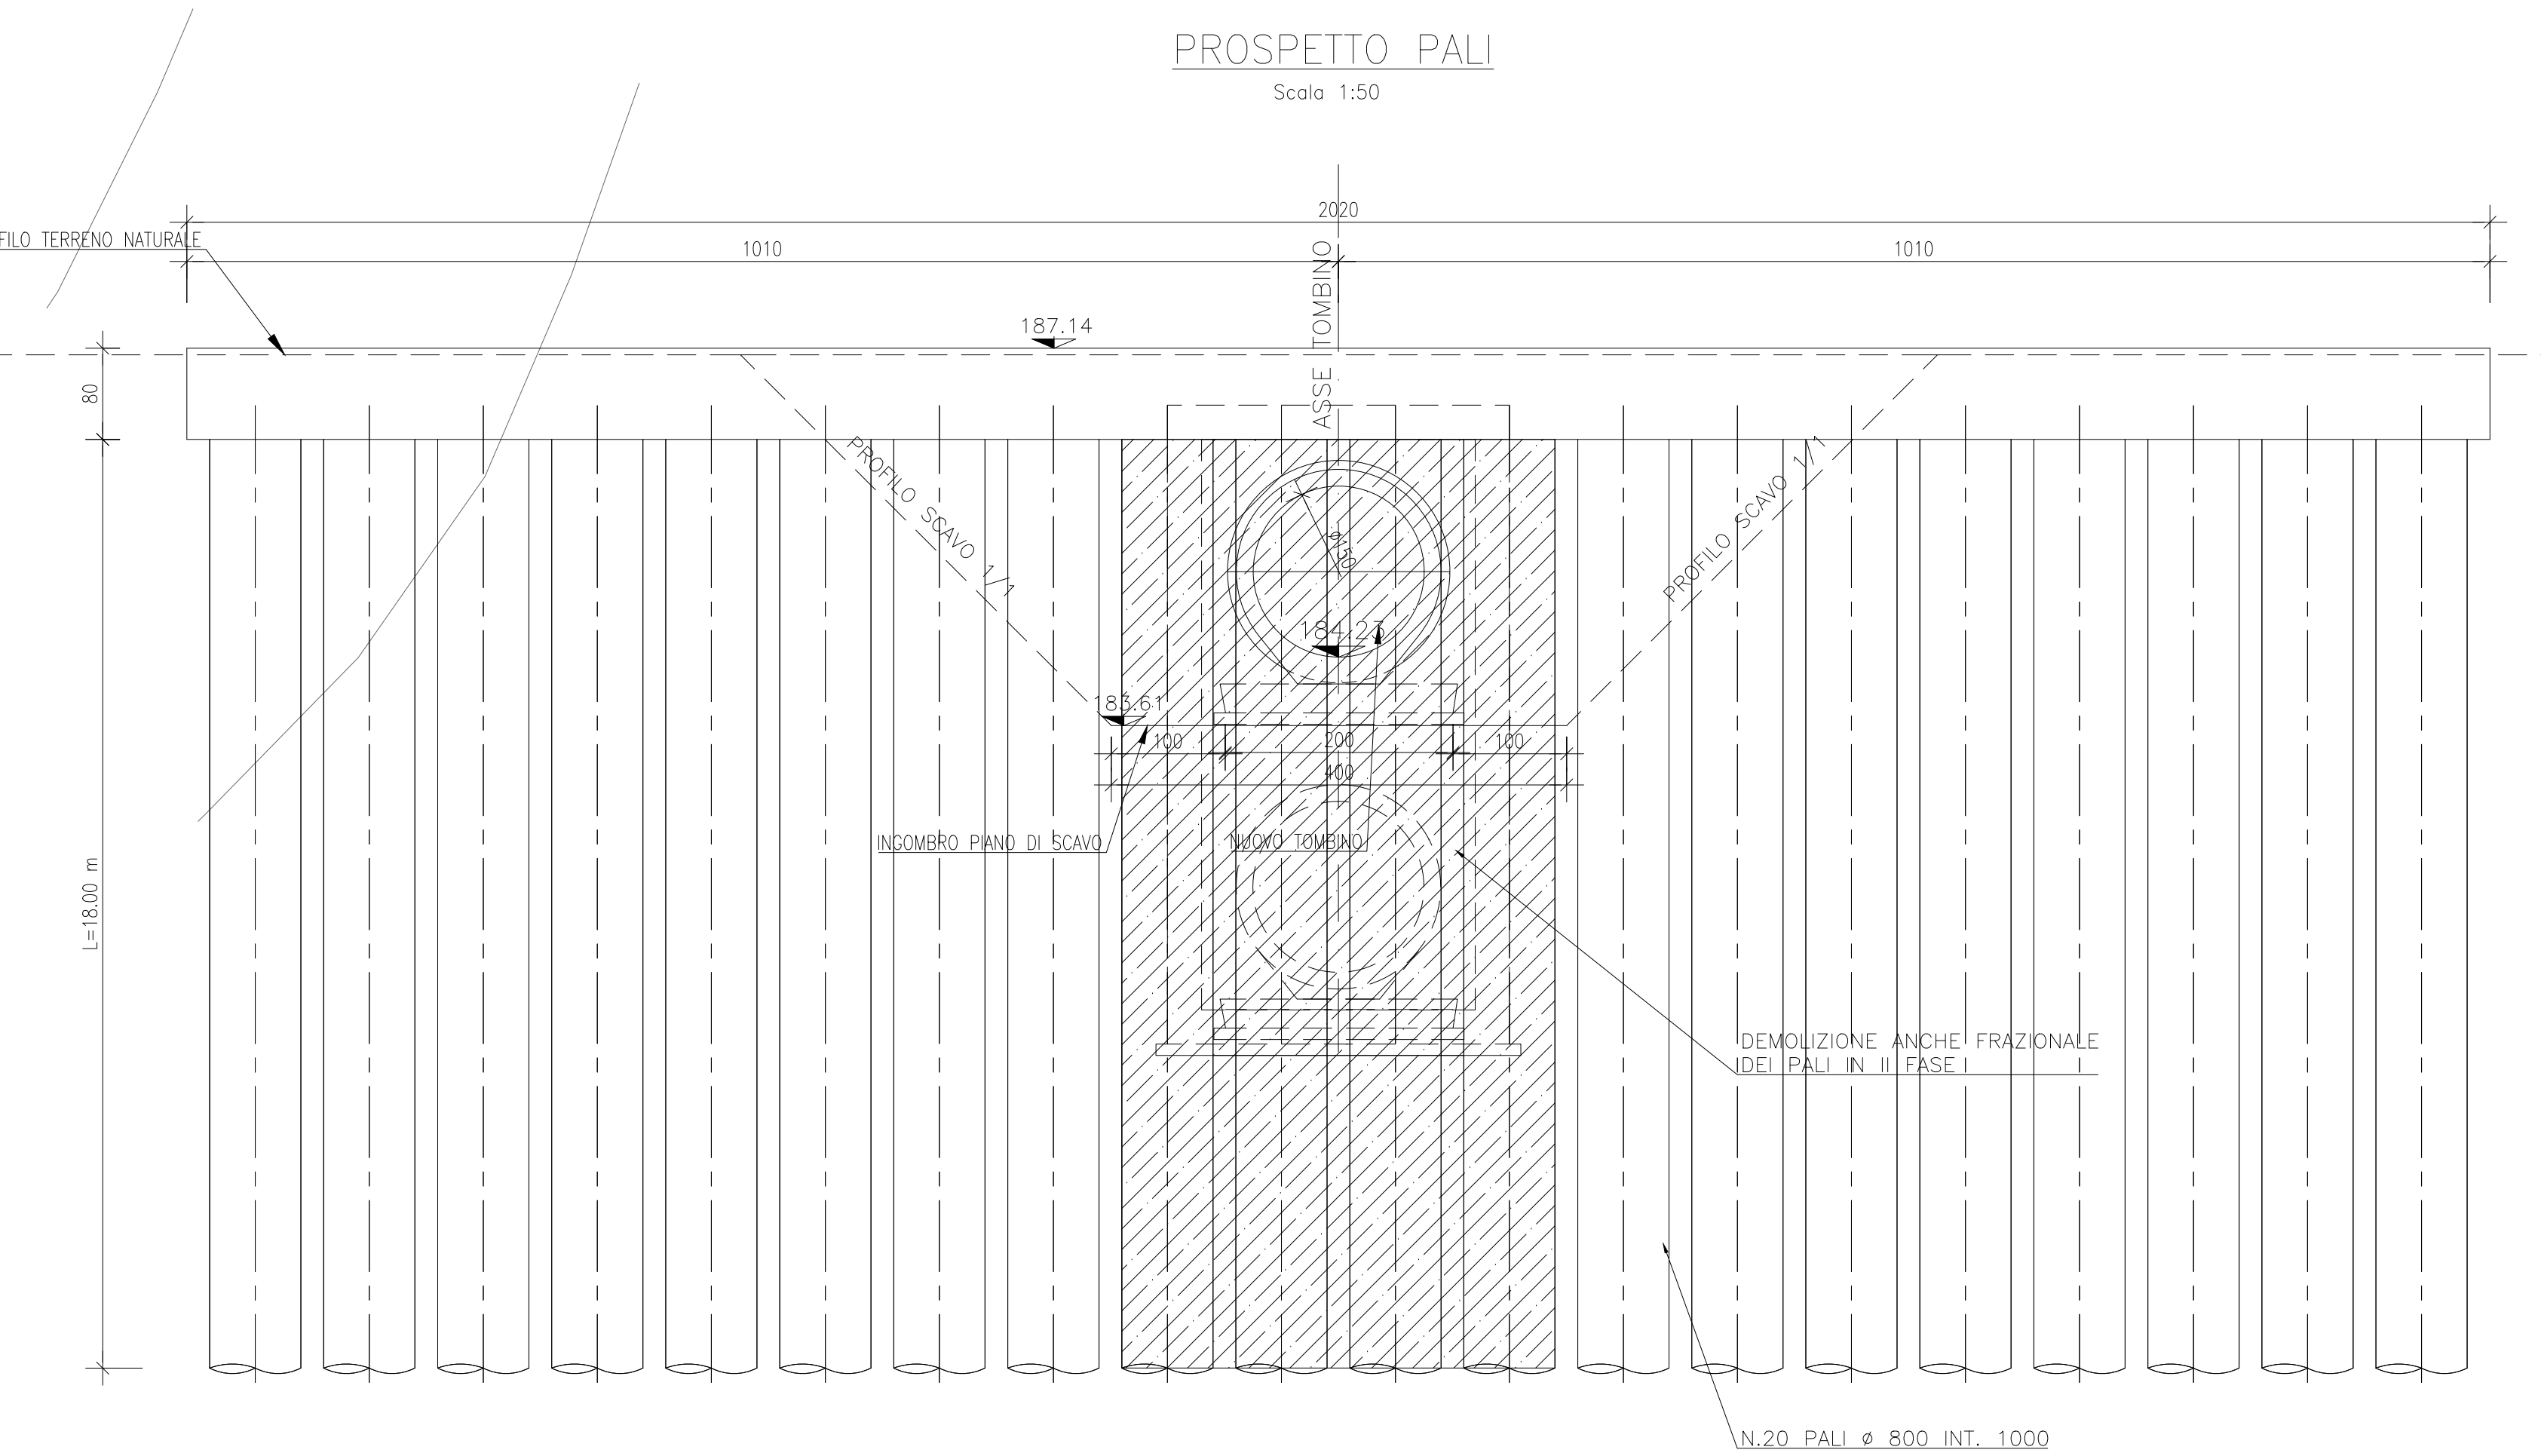 PROSPETTO PALI
Scala 1:50
2020
FILO TERRENO NATURALE
1010
1010
ASSE TOMBINO
187.14
80
PROFILO SCAVO 1/1
PROFILO SCAVO 1/1
ø150
184.23
183.61
100
200
100
400
INGOMBRO PIANO DI SCAVO
NUOVO TOMBINO
L=18.00 m
DEMOLIZIONE ANCHE FRAZIONALE
DEI PALI IN II FASE
N.20 PALI ø 800 INT. 1000